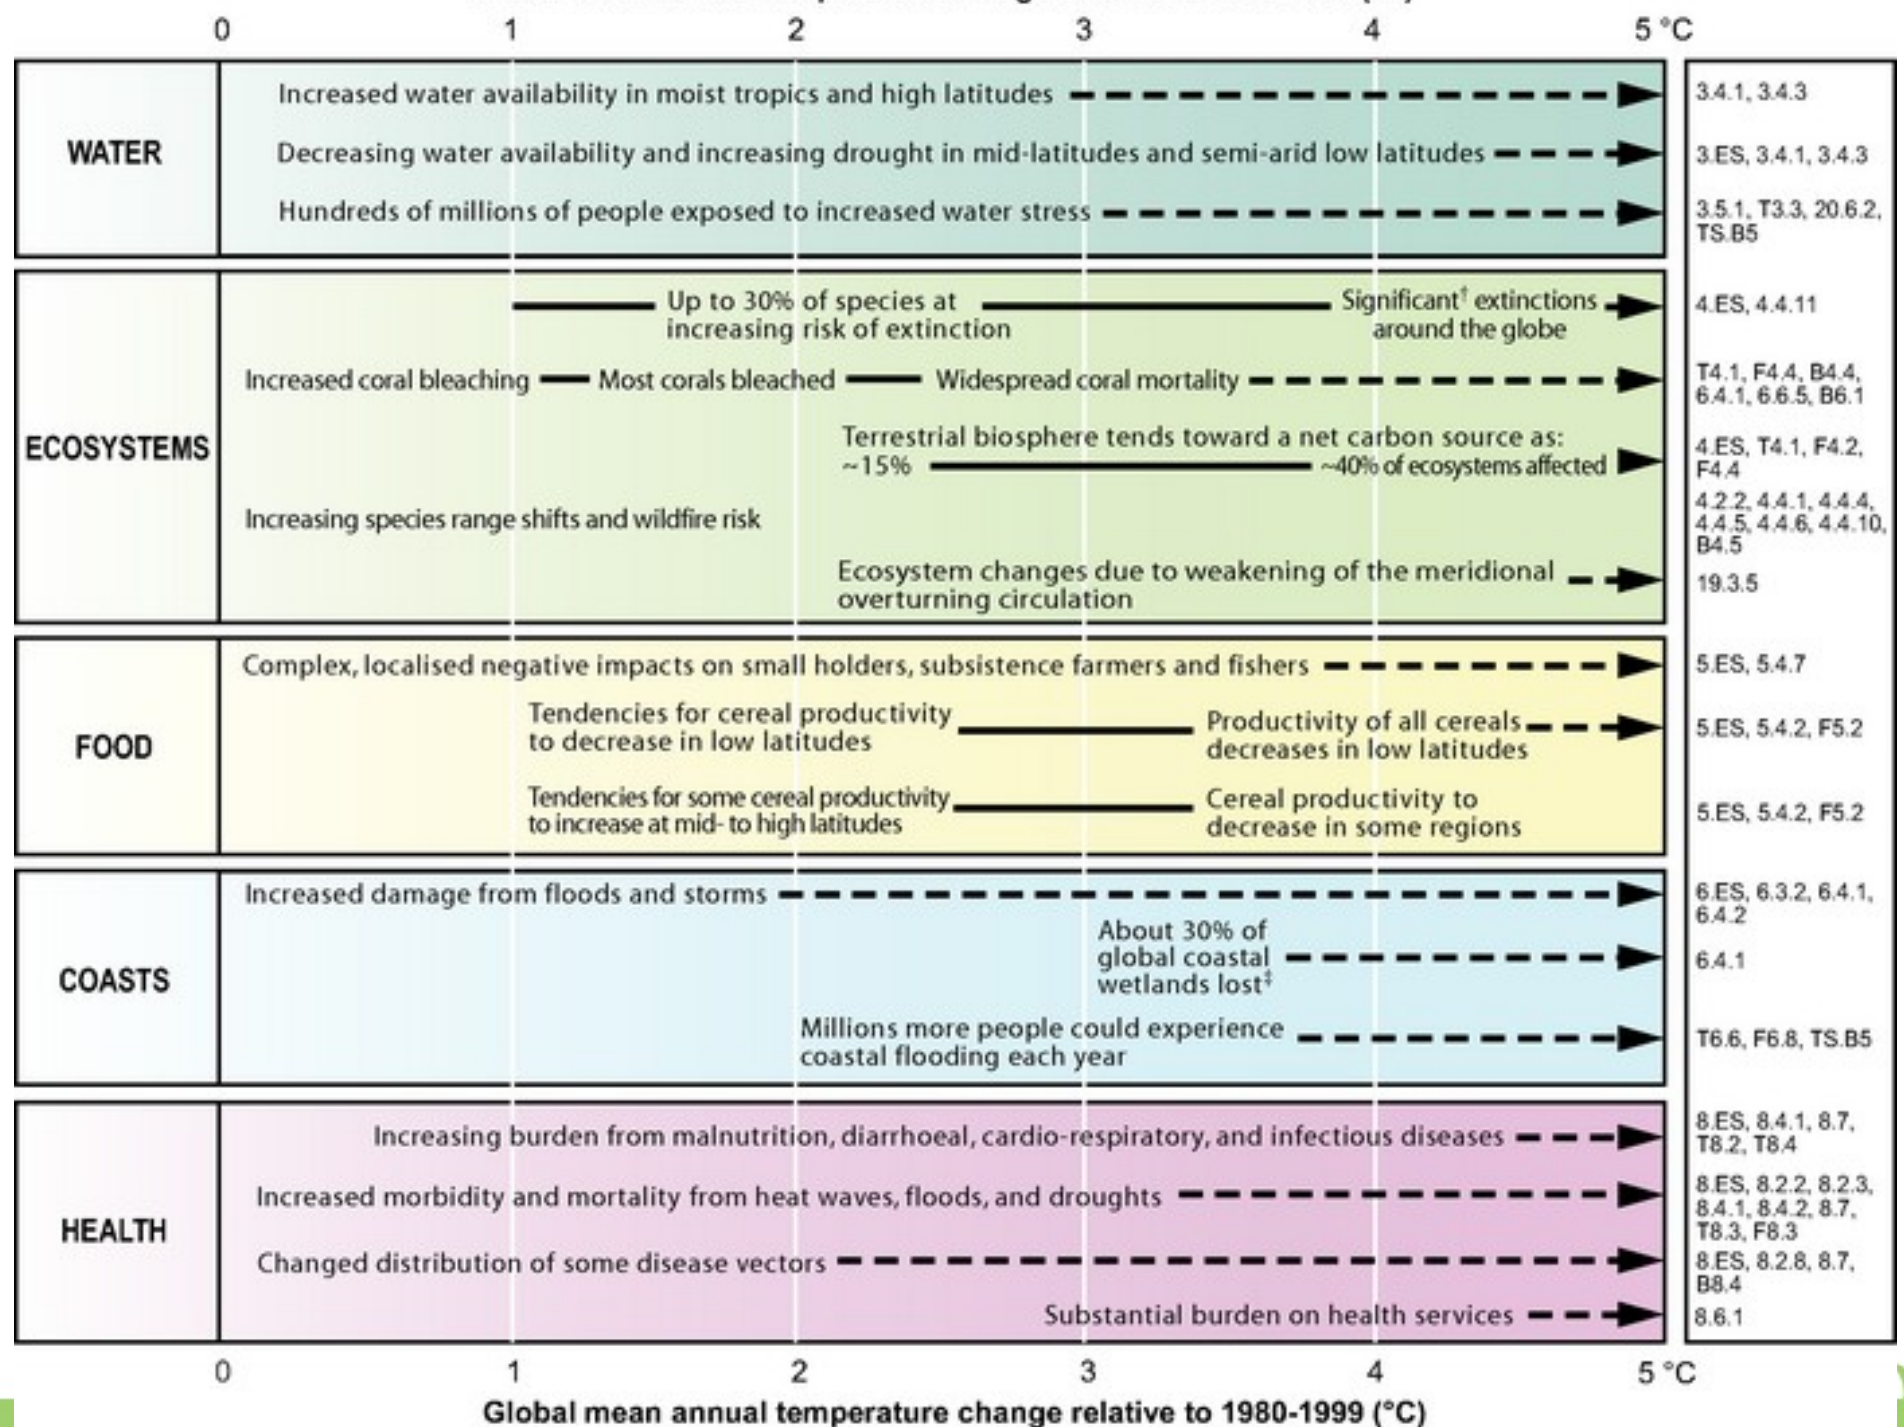 0 1 2 3 4 5 °C
WATER
Increased water availability in moist tropics and high latitudes
3.4.1, 3.4.3
Decreasing water availability and increasing drought in mid-latitudes and semi-arid low latitudes
3.ES, 3.4.1, 3.4.3
Hundreds of millions of people exposed to increased water stress
3.5.1, T3.3, 20.6.2,
TS.B5
ECOSYSTEMS
Up to 30% of species at
increasing risk of extinction
Significant† extinctions
around the globe
4.ES, 4.4.11
Increased coral bleaching Most corals bleached Widespread coral mortality
T4.1, F4.4, B4.4,
6.4.1, 6.6.5, B6.1
Terrestrial biosphere tends toward a net carbon source as:
~15% ~40% of ecosystems affected
4.ES, T4.1, F4.2,
F4.4
Increasing species range shifts and wildfire risk
4.2.2, 4.4.1, 4.4.4,
4.4.5, 4.4.6, 4.4.10,
B4.5
Ecosystem changes due to weakening of the meridional
overturning circulation
19.3.5
FOOD
Complex, localised negative impacts on small holders, subsistence farmers and fishers
5.ES, 5.4.7
Tendencies for cereal productivity
to decrease in low latitudes
Productivity of all cereals
decreases in low latitudes
5.ES, 5.4.2, F5.2
Tendencies for some cereal productivity
to increase at mid- to high latitudes
Cereal productivity to
decrease in some regions
5.ES, 5.4.2, F5.2
COASTS
Increased damage from floods and storms
6.ES, 6.3.2, 6.4.1,
6.4.2
About 30% of
global coastal
wetlands lost‡
6.4.1
Millions more people could experience
coastal flooding each year
T6.6, F6.8, TS.B5
HEALTH
Increasing burden from malnutrition, diarrhoeal, cardio-respiratory, and infectious diseases
8.ES, 8.4.1, 8.7,
T8.2, T8.4
Increased morbidity and mortality from heat waves, floods, and droughts
8.ES, 8.2.2, 8.2.3,
8.4.1, 8.4.2, 8.7,
T8.3, F8.3
Changed distribution of some disease vectors
8.ES, 8.2.8, 8.7,
B8.4
Substantial burden on health services
8.6.1
0 1 2 3 4 5 °C
Global mean annual temperature change relative to 1980-1999 (°C)